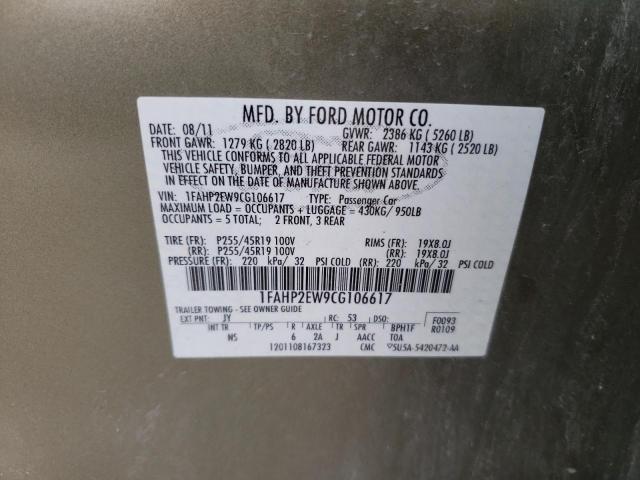 MFD. BY FORD MOTOR CO.
DATE: 08/11 GVWR: 2386 KG ( 5260 LB)
FRONT GAWR: 1279 KG ( 2820 LB) REAR GAWR: 1143 KG ( 2520 LB)
THIS VEHICLE CONFORMS TO ALL APPLICABLE FEDERAL MOTOR
VEHICLE SAFETY, BUMPER, AND THEFT PREVENTION STANDARDS
IN EFFECT ON THE DATE OF MANUFACTURE SHOWN ABOVE.
VIN: 1FAHP2EW9CG106617 TYPE: Passenger Car
MAXIMUM LOAD = OCCUPANTS + LUGGAGE = 430KG/ 950LB
OCCUPANTS = 5 TOTAL; 2 FRONT, 3 REAR
TIRE (FR): P255/45R19 100V RIMS (FR): 19X8.0J
(RR): P255/45R19 100V (RR): 19X8.0J
PRESSURE (FR): 220 kPa/ 32 PSI COLD (RR): 220 kPa/ 32 PSI COLD
1FAHP2EW9CG106617
TRAILER TOWING - SEE OWNER GUIDE
EXT PNT: JY RC: 53 DSO: F0093
INT TR TP/PS R AXLE TR SPR BPH1F R0109
NS 6 2A J AACC TOA
1201108167323 CMC 5U5A-5420472-AA